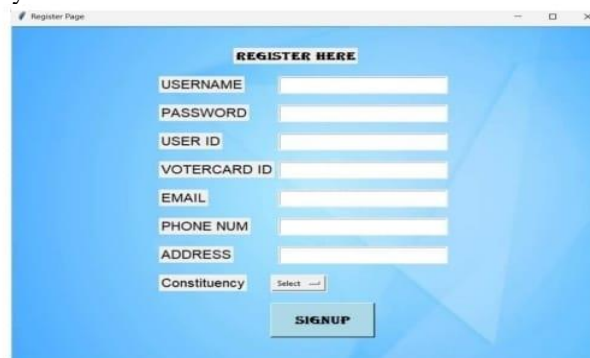 Register Page
REGISTER HERE
USERNAME
PASSWORD
USER ID
VOTERCARD ID
EMAIL
PHONE NUM
ADDRESS
Constituency Select
SIGNUP